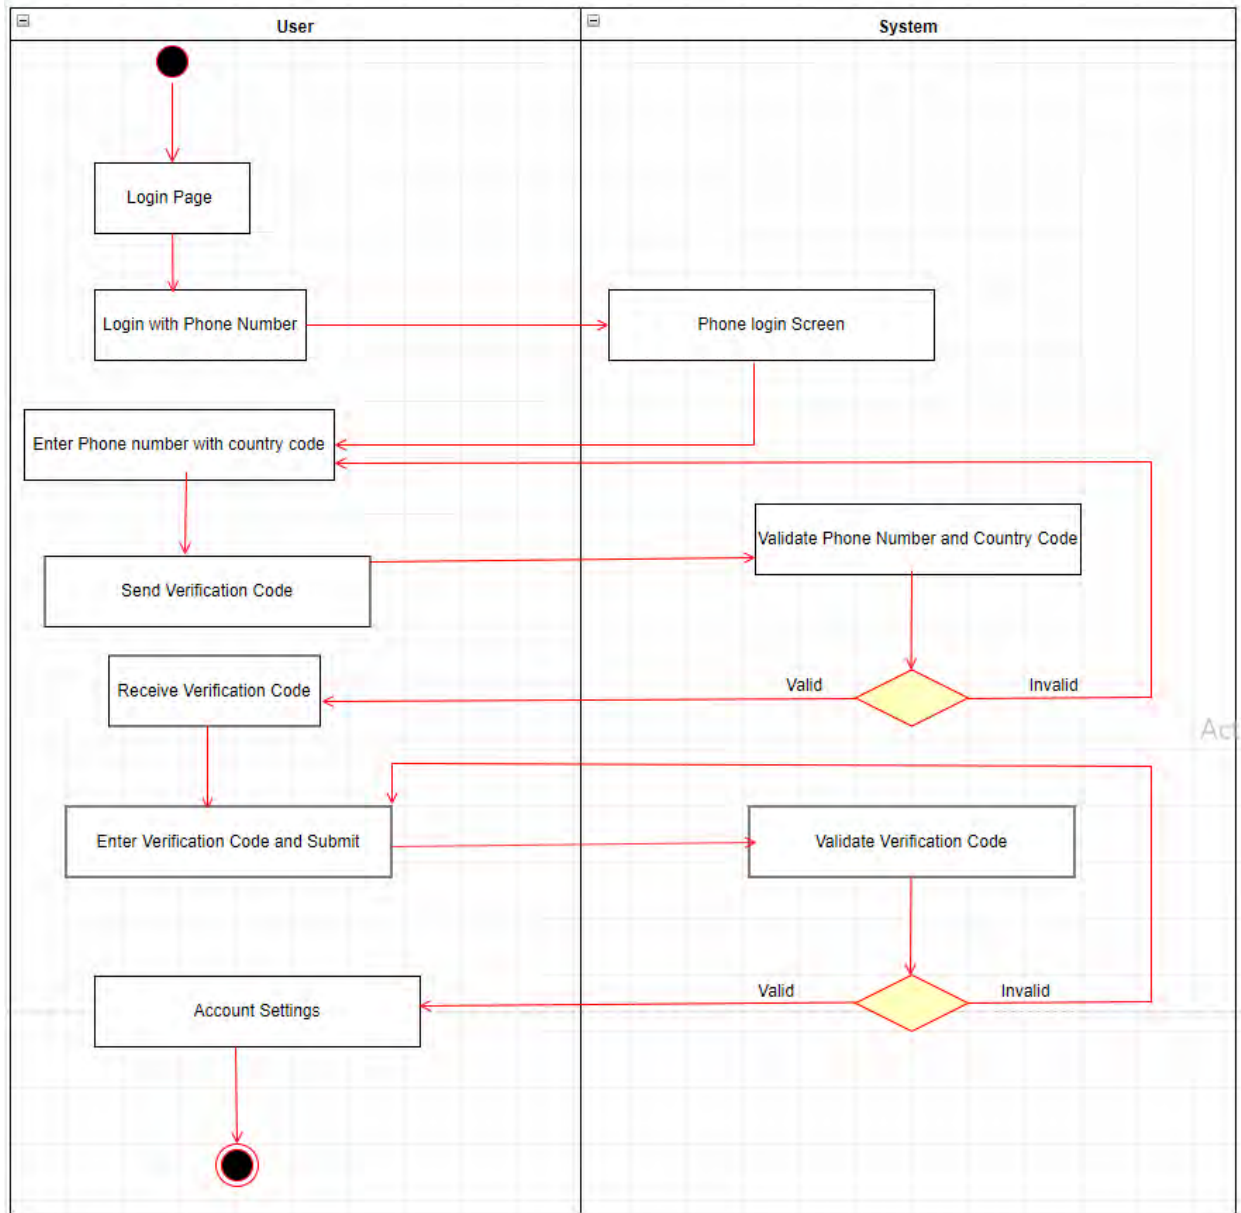 User
System
Login Page
Login with Phone Number
Phone login Screen
Enter Phone number with country code
Validate Phone Number and Country Code
Send Verification Code
Receive Verification Code
Valid
Invalid
Act
Enter Verification Code and Submit
Validate Verification Code
Valid
Invalid
Account Settings